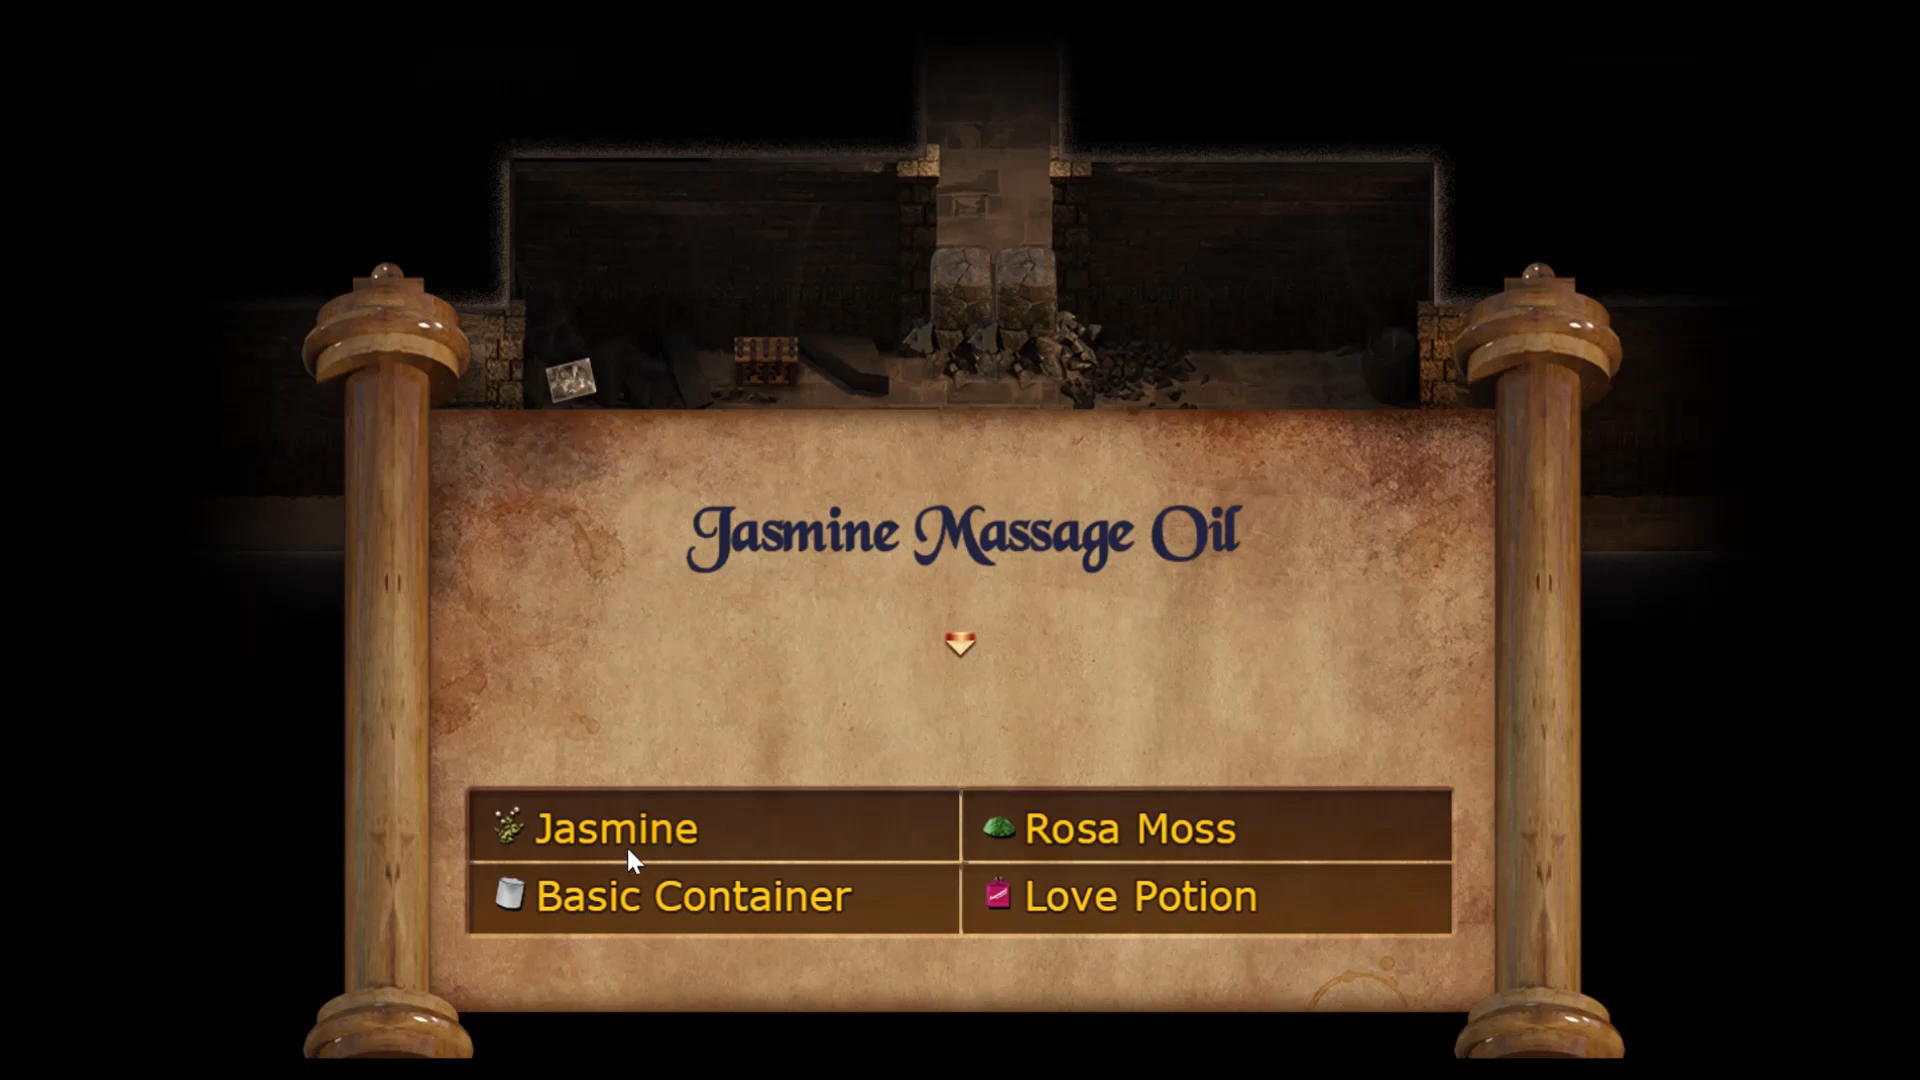 Jasmine Massage Oil
Jasmine
Rosa Moss
Basic Container
Love Potion